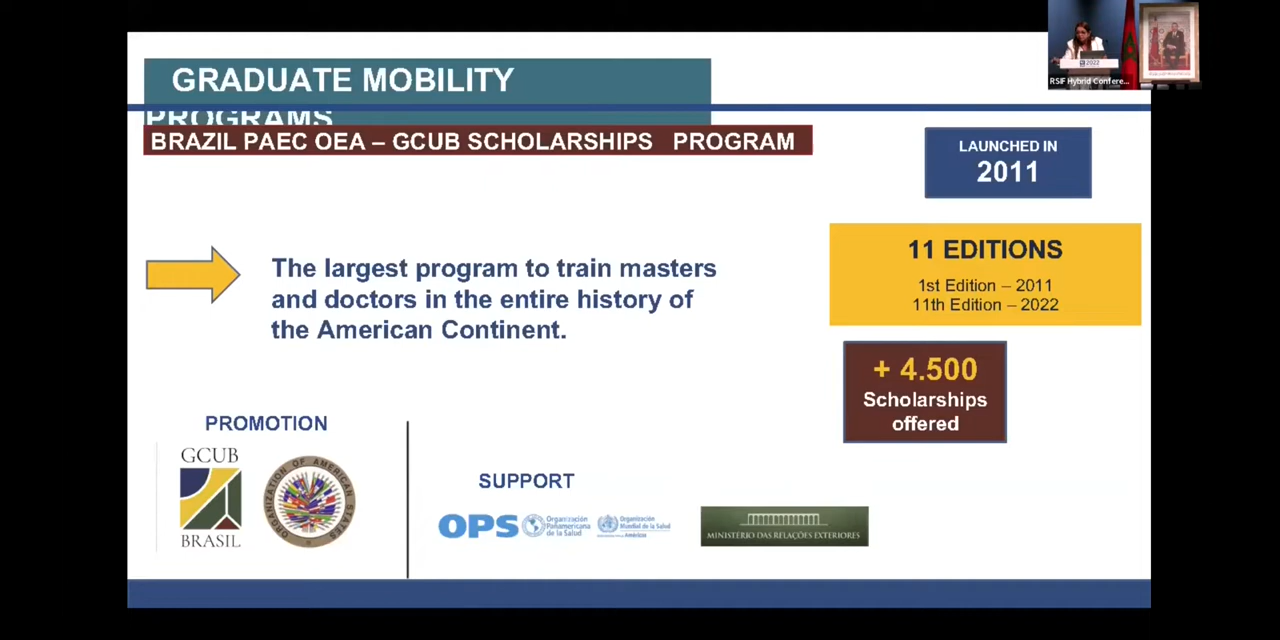 GRADUATE MOBILITY
PROGRAMS
BRAZIL PAEC OEA – GCUB SCHOLARSHIPS PROGRAM
LAUNCHED IN
2011
11 EDITIONS
1st Edition – 2011
11th Edition – 2022
The largest program to train masters
and doctors in the entire history of
the American Continent.
+ 4.500
Scholarships
offered
PROMOTION
GCUB
BRASIL
ORGANIZATION OF AMERICAN STATES
SUPPORT
OPS
Organización
Panamericana
de la Salud
Organización
Mundial de la Salud
Américas
MINISTÉRIO DAS RELAÇÕES EXTERIORES
2022
RSIF Hybrid Confere...